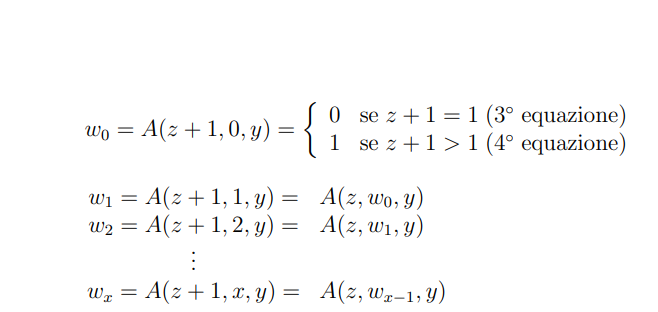 w₀ = A(z + 1, 0, y) = { 0 se z + 1 = 1 (3° equazione)
1 se z + 1 > 1 (4° equazione)
w₁ = A(z + 1, 1, y) = A(z, w₀, y)
w₂ = A(z + 1, 2, y) = A(z, w₁, y)
⋮
wₓ = A(z + 1, x, y) = A(z, wₓ₋₁, y)